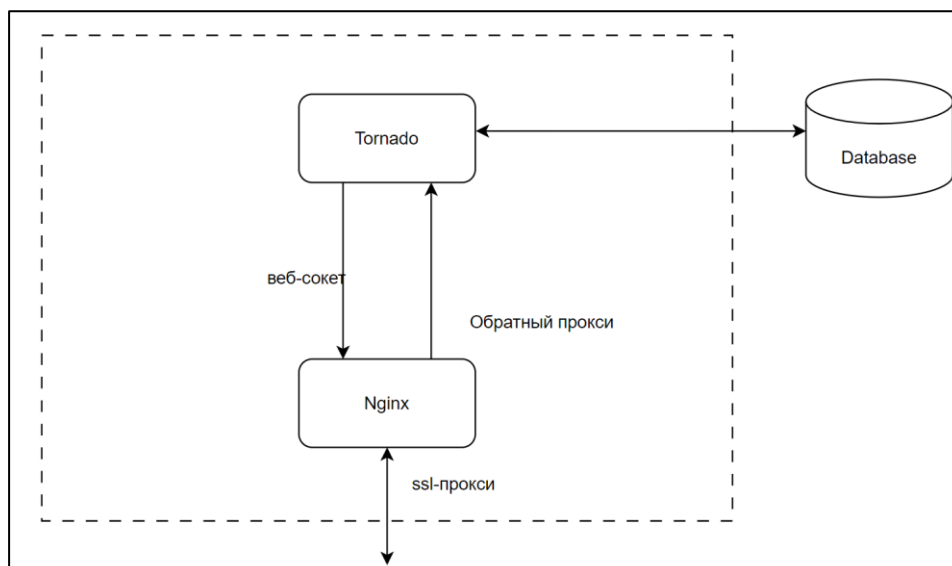 Tornado
Database
веб-сокет
Обратный прокси
Nginx
ssl-прокси